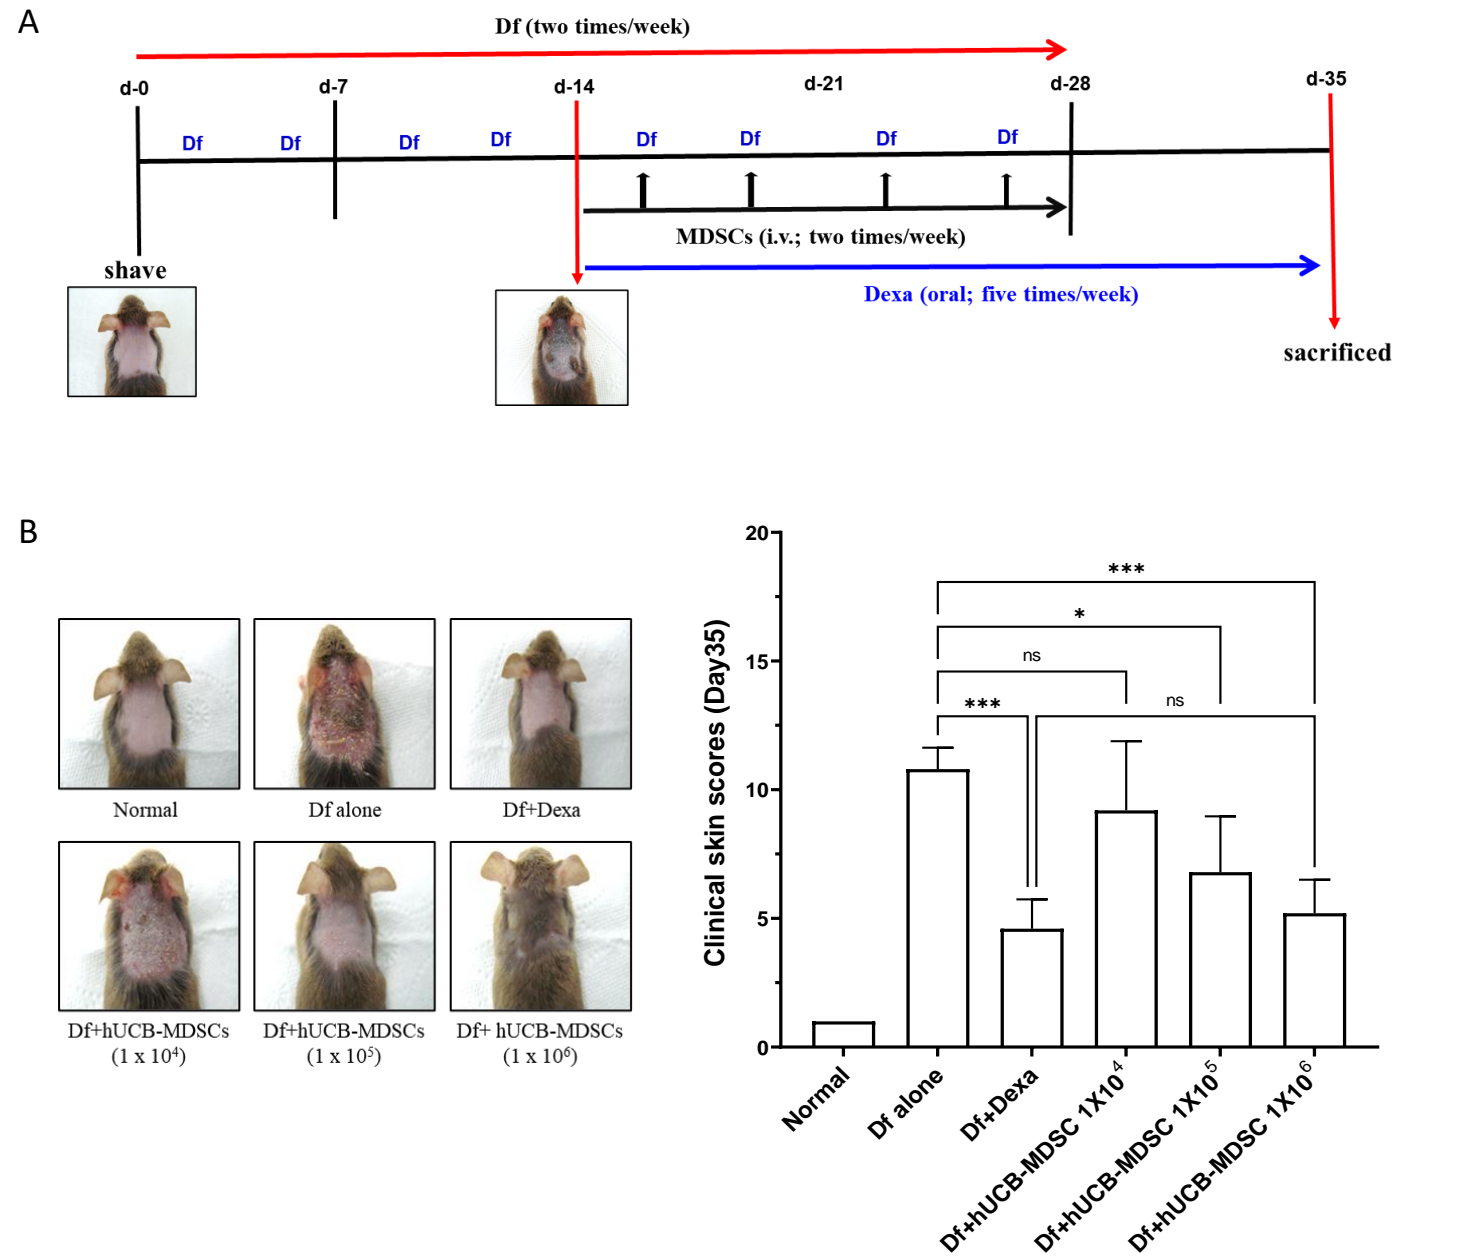 A
Df (two times/week)
d-0
d-7
d-14
d-21
d-28
d-35
Df
Df
Df
Df
Df
Df
Df
Df
MDSCs (i.v.; two times/week)
shave
Dexa (oral; five times/week)
sacrificed
B
Normal
Df alone
Df+Dexa
Df+hUCB-MDSCs
(1 x 10⁴)
Df+hUCB-MDSCs
(1 x 10⁵)
Df+ hUCB-MDSCs
(1 x 10⁶)
Clinical skin scores (Day35)
20
15
10
5
0
***
*
ns
***
ns
Normal
Df alone
Df+Dexa
Df+hUCB-MDSC 1X10⁴
Df+hUCB-MDSC 1X10⁵
Df+hUCB-MDSC 1X10⁶